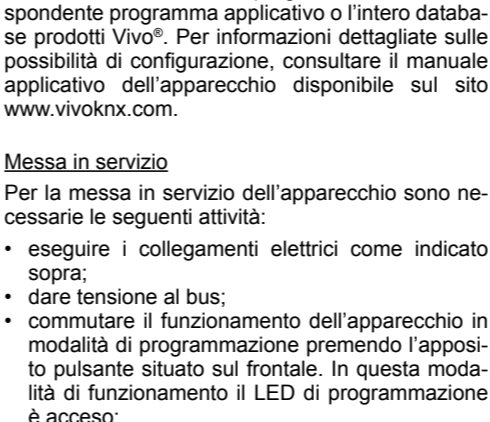 spondente programma applicativo o l'intero databa-
se prodotti Vivo®. Per informazioni dettagliate sulle
possibilità di configurazione, consultare il manuale
applicativo dell'apparecchio disponibile sul sito
www.vivoknx.com.
Messa in servizio
Per la messa in servizio dell'apparecchio sono ne-
cessarie le seguenti attività:
• eseguire i collegamenti elettrici come indicato
sopra;
• dare tensione al bus;
• commutare il funzionamento dell'apparecchio in
modalità di programmazione premendo l'apposi-
to pulsante situato sul frontale. In questa moda-
lità di funzionamento il LED di programmazione
è acceso;